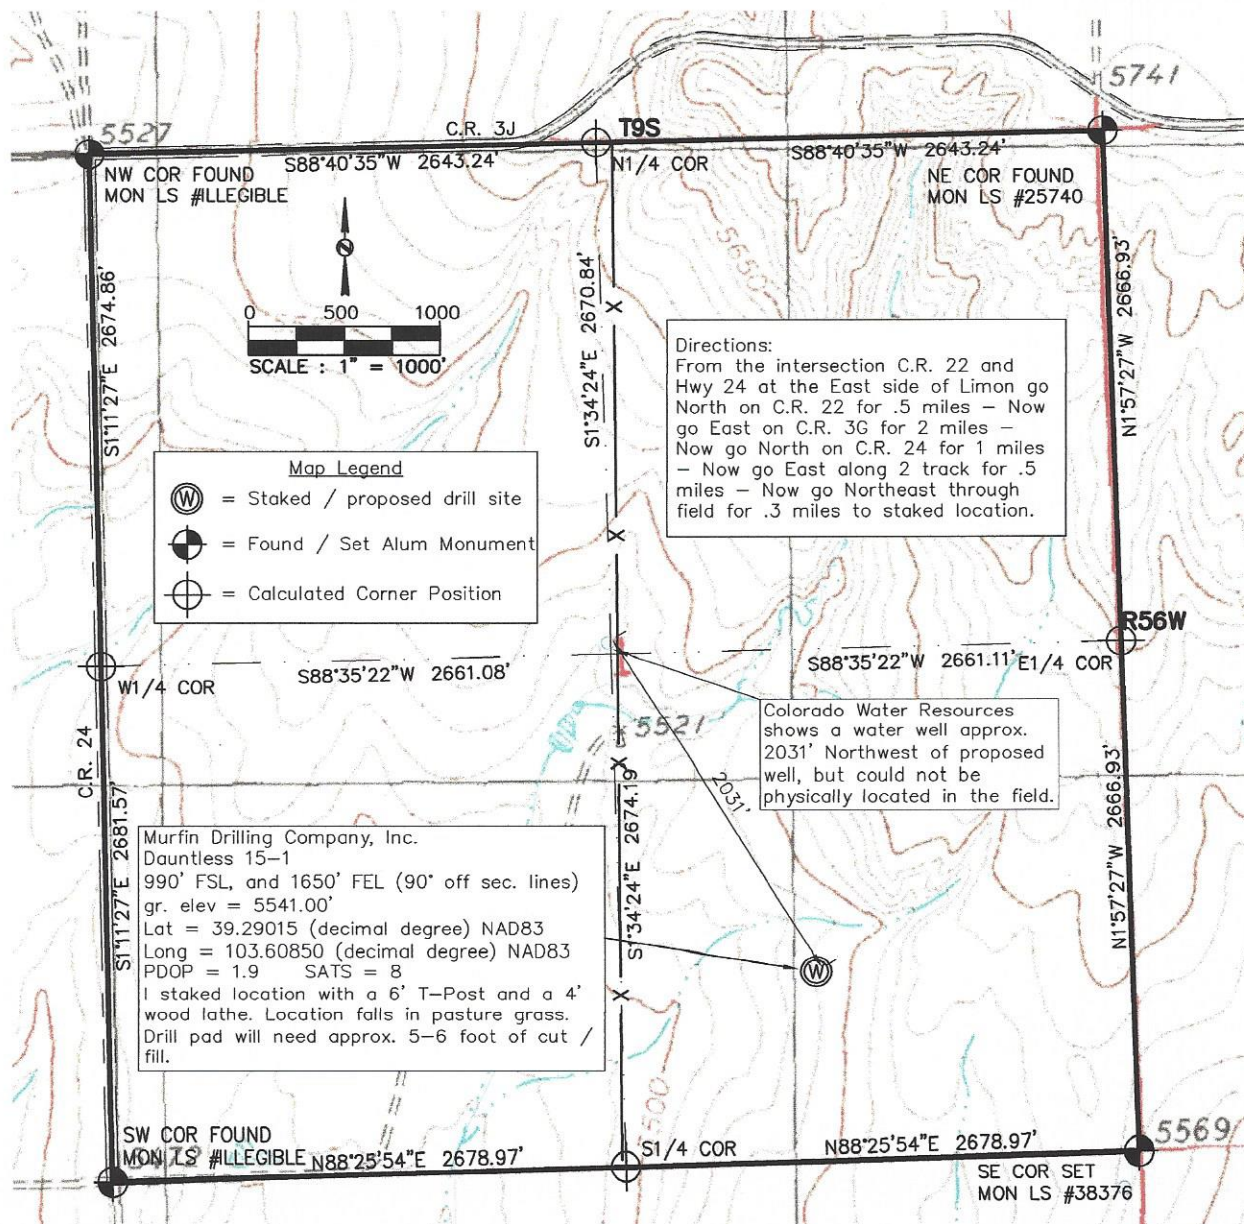 5741
5527
C.R. 3J
T9S
S88°40'35"W 2643.24'
N1/4 COR
S88°40'35"W 2643.24'
NW COR FOUND
MON LS #ILLEGIBLE
NE COR FOUND
MON LS #25740
5650
N
0 500 1000
SCALE : 1" = 1000'
S1°11'27"E 2674.86'
S1°34'24"E 2670.84'
N1°57'27"W 2666.93'
Directions:
From the intersection C.R. 22 and
Hwy 24 at the East side of Limon go
North on C.R. 22 for .5 miles – Now
go East on C.R. 3G for 2 miles –
Now go North on C.R. 24 for 1 miles
– Now go East along 2 track for .5
miles – Now go Northeast through
field for .3 miles to staked location.
Map Legend
W = Staked / proposed drill site
= Found / Set Alum Monument
= Calculated Corner Position
R56W
S88°35'22"W 2661.08'
S88°35'22"W 2661.11'
E1/4 COR
W1/4 COR
5521
Colorado Water Resources
shows a water well approx.
2031' Northwest of proposed
well, but could not be
physically located in the field.
C.R. 24
2031'
S1°11'27"E 2681.57'
S1°34'24"E 2674.19'
N1°57'27"W 2666.93'
Murfin Drilling Company, Inc.
Dauntless 15–1
990' FSL, and 1650' FEL (90° off sec. lines)
gr. elev = 5541.00'
Lat = 39.29015 (decimal degree) NAD83
Long = 103.60850 (decimal degree) NAD83
PDOP = 1.9 SATS = 8
I staked location with a 6' T–Post and a 4'
wood lathe. Location falls in pasture grass.
Drill pad will need approx. 5–6 foot of cut /
fill.
W
5500
SW COR FOUND
MON LS #ILLEGIBLE
N88°25'54"E 2678.97'
S1/4 COR
N88°25'54"E 2678.97'
5569
SE COR SET
MON LS #38376